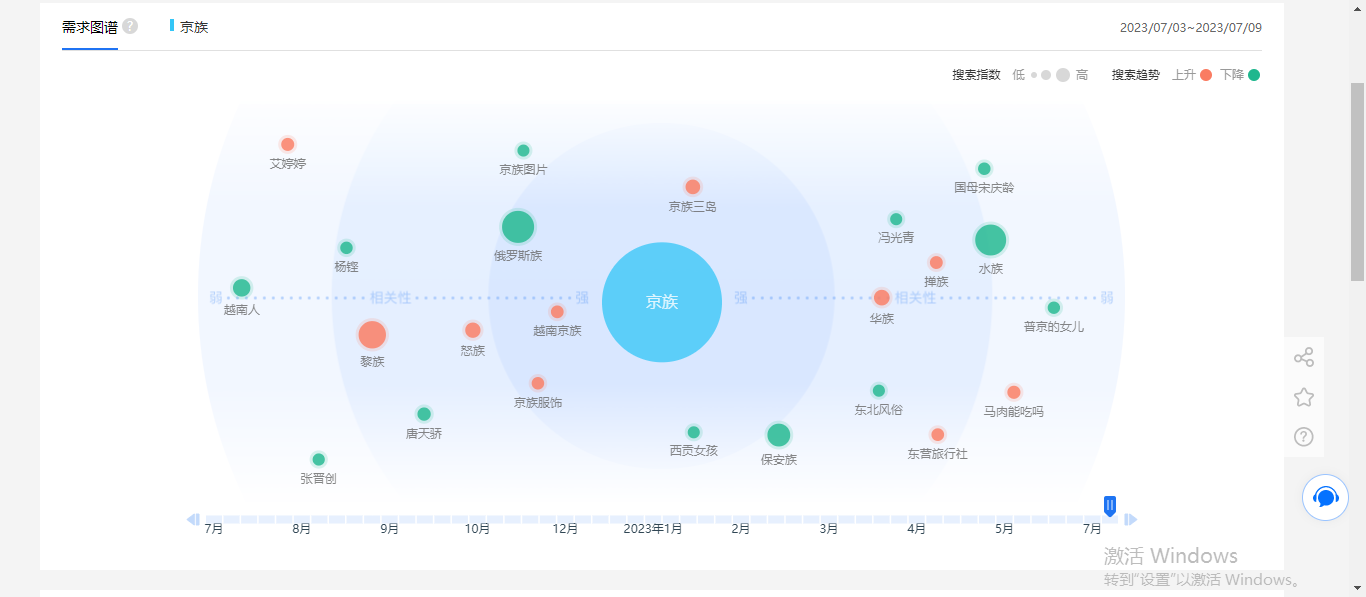 需求图谱 ? 京族 2023/07/03~2023/07/09
搜索指数 低 高 搜索趋势 上升 下降
艾婷婷
京族图片
国母宋庆龄
京族三岛
冯光青
俄罗斯族
杨铿
水族
掸族
弱 相关性 强 京族 强 相关性 弱
越南人
华族
普京的女儿
越南京族
怒族
黎族
京族服饰
东北风俗
马肉能吃吗
唐天骄
西贡女孩
东营旅行社
保安族
张晋创
7月 8月 9月 10月 12月 2023年1月 2月 3月 4月 5月 7月
激活 Windows
转到"设置"以激活 Windows。